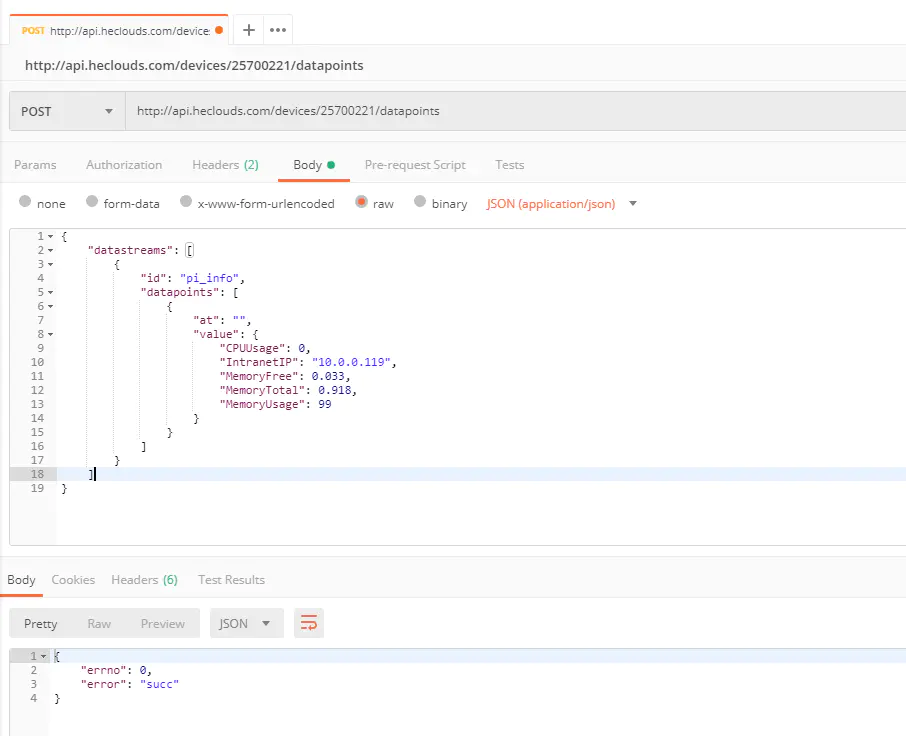 POST http://api.heclouds.com/device:
http://api.heclouds.com/devices/25700221/datapoints
POST http://api.heclouds.com/devices/25700221/datapoints
Params Authorization Headers (2) Body Pre-request Script Tests
none form-data x-www-form-urlencoded raw binary JSON (application/json)
1 {
2 "datastreams": [
3 {
4 "id": "pi_info",
5 "datapoints": [
6 {
7 "at": "",
8 "value": {
9 "CPUUsage": 0,
10 "IntranetIP": "10.0.0.119",
11 "MemoryFree": 0.033,
12 "MemoryTotal": 0.918,
13 "MemoryUsage": 99
14 }
15 }
16 ]
17 }
18 ]
19 }
Body Cookies Headers (6) Test Results
Pretty Raw Preview JSON
1 {
2 "errno": 0,
3 "error": "succ"
4 }